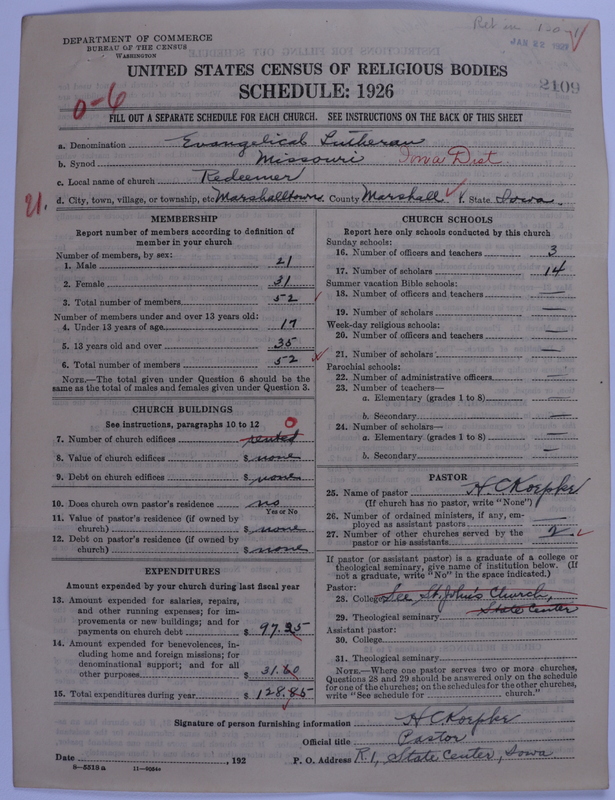 Ret in 1-30-
DEPARTMENT OF COMMERCE
BUREAU OF THE CENSUS
WASHINGTON
JAN 22 1927
UNITED STATES CENSUS OF RELIGIOUS BODIES
2109
SCHEDULE: 1926
0-6
FILL OUT A SEPARATE SCHEDULE FOR EACH CHURCH. SEE INSTRUCTIONS ON THE BACK OF THIS SHEET
a. Denomination Evangelical Lutheran
b. Synod Missouri Iowa Dist.
c. Local name of church Redeemer
21. d. City, town, village, or township, etc Marshalltown County Marshall f. State Iowa
MEMBERSHIP
Report number of members according to definition of
member in your church
Number of members, by sex:
1. Male 21
2. Female 31
3. Total number of members 52
Number of members under and over 13 years old:
4. Under 13 years of age 17
5. 13 years old and over 35
6. Total number of members 52
NOTE.—The total given under Question 6 should be the
same as the total of males and females given under Question 3.
CHURCH BUILDINGS
See instructions, paragraphs 10 to 12
0
7. Number of church edifices rented
8. Value of church edifices $ none
9. Debt on church edifices $ none
10. Does church own pastor's residence no
Yes or No
11. Value of pastor's residence (if owned by
church) $ none
12. Debt on pastor's residence (if owned by
church) $ none
EXPENDITURES
Amount expended by your church during last fiscal year
13. Amount expended for salaries, repairs,
and other running expenses; for im-
provements or new buildings; and for
payments on church debt $ 97.25
14. Amount expended for benevolences, in-
cluding home and foreign missions; for
denominational support; and for all
other purposes $ 31.60
15. Total expenditures during year $ 128.85
CHURCH SCHOOLS
Report here only schools conducted by this church
Sunday schools:
16. Number of officers and teachers 3
17. Number of scholars 14
Summer vacation Bible schools:
18. Number of officers and teachers —
19. Number of scholars —
Week-day religious schools:
20. Number of officers and teachers —
21. Number of scholars —
Parochial schools:
22. Number of administrative officers —
23. Number of teachers—
a. Elementary (grades 1 to 8) —
b. Secondary —
24. Number of scholars—
a. Elementary (grades 1 to 8) —
b. Secondary —
PASTOR
25. Name of pastor H. C. Koepke
(If church has no pastor, write "None")
26. Number of ordained ministers, if any, em-
ployed as assistant pastors —
27. Number of other churches served by the
pastor or his assistants 2
If pastor (or assistant pastor) is a graduate of a college or
theological seminary, give name of institution below. (If
not a graduate, write "No" in the space indicated.)
Pastor:
28. College See St. John's Church,
State Center
29. Theological seminary
Assistant pastor:
30. College
31. Theological seminary
NOTE.—Where one pastor serves two or more churches,
Questions 28 and 29 should be answered only on the schedule
for one of the churches; on the schedules for the other churches,
write "See schedule for church."
Signature of person furnishing information H C Koepke
Official title Pastor
Date , 192 P. O. Address R 1, State Center, Iowa
8-5518a 11-9024